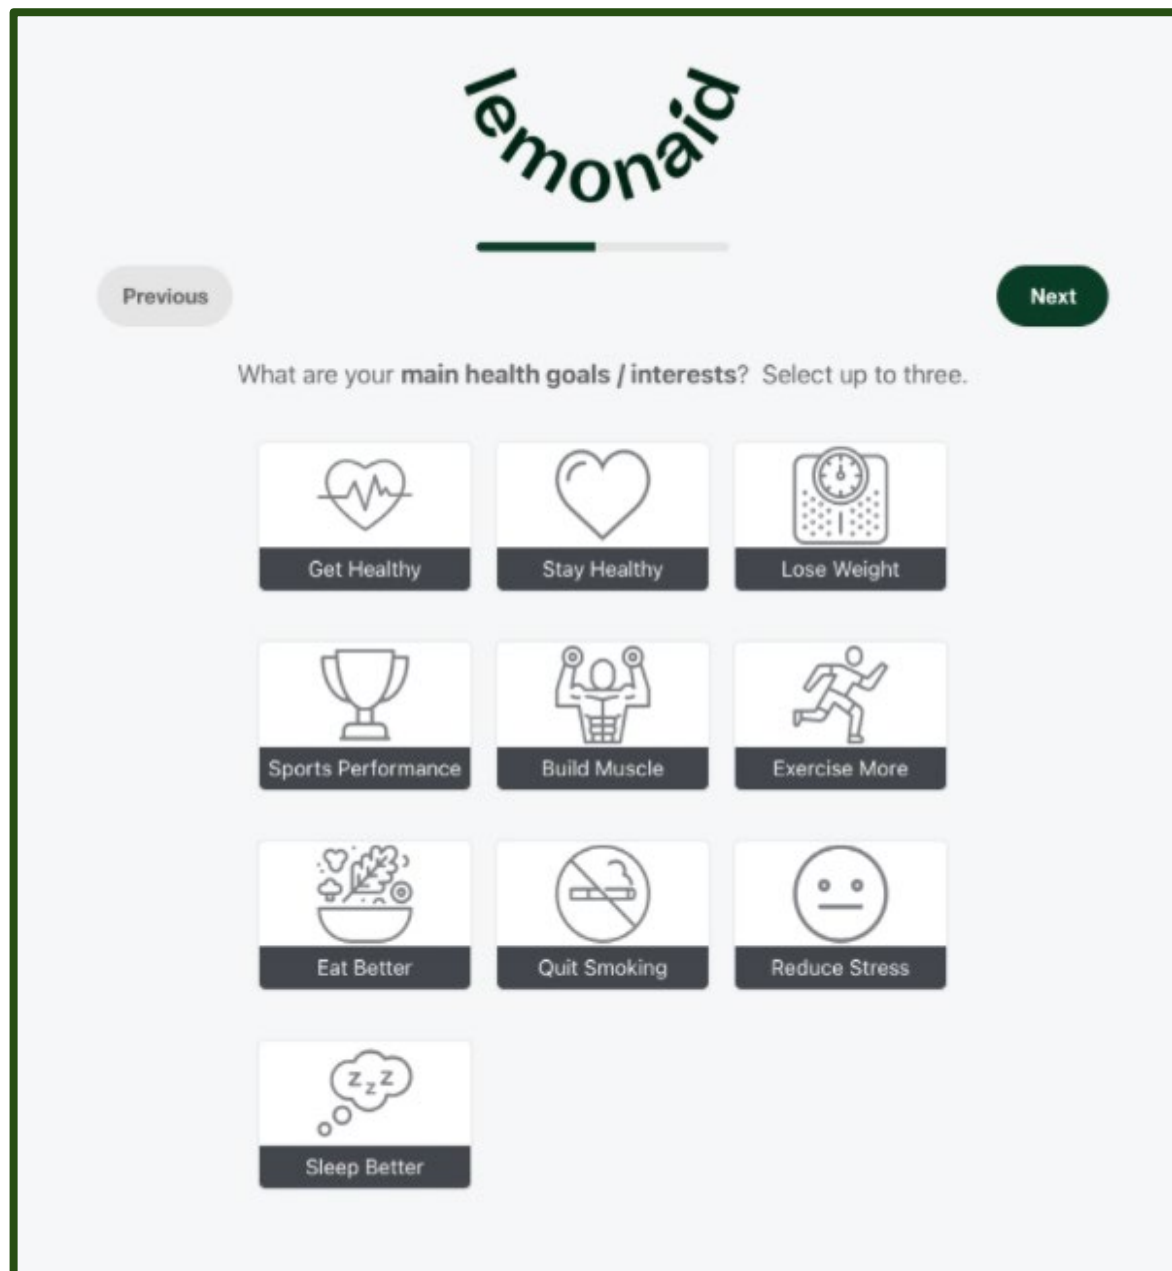 lemonaid
Previous
Next
What are your main health goals / interests? Select up to three.
Get Healthy
Stay Healthy
Lose Weight
Sports Performance
Build Muscle
Exercise More
Eat Better
Quit Smoking
Reduce Stress
z z z
Sleep Better